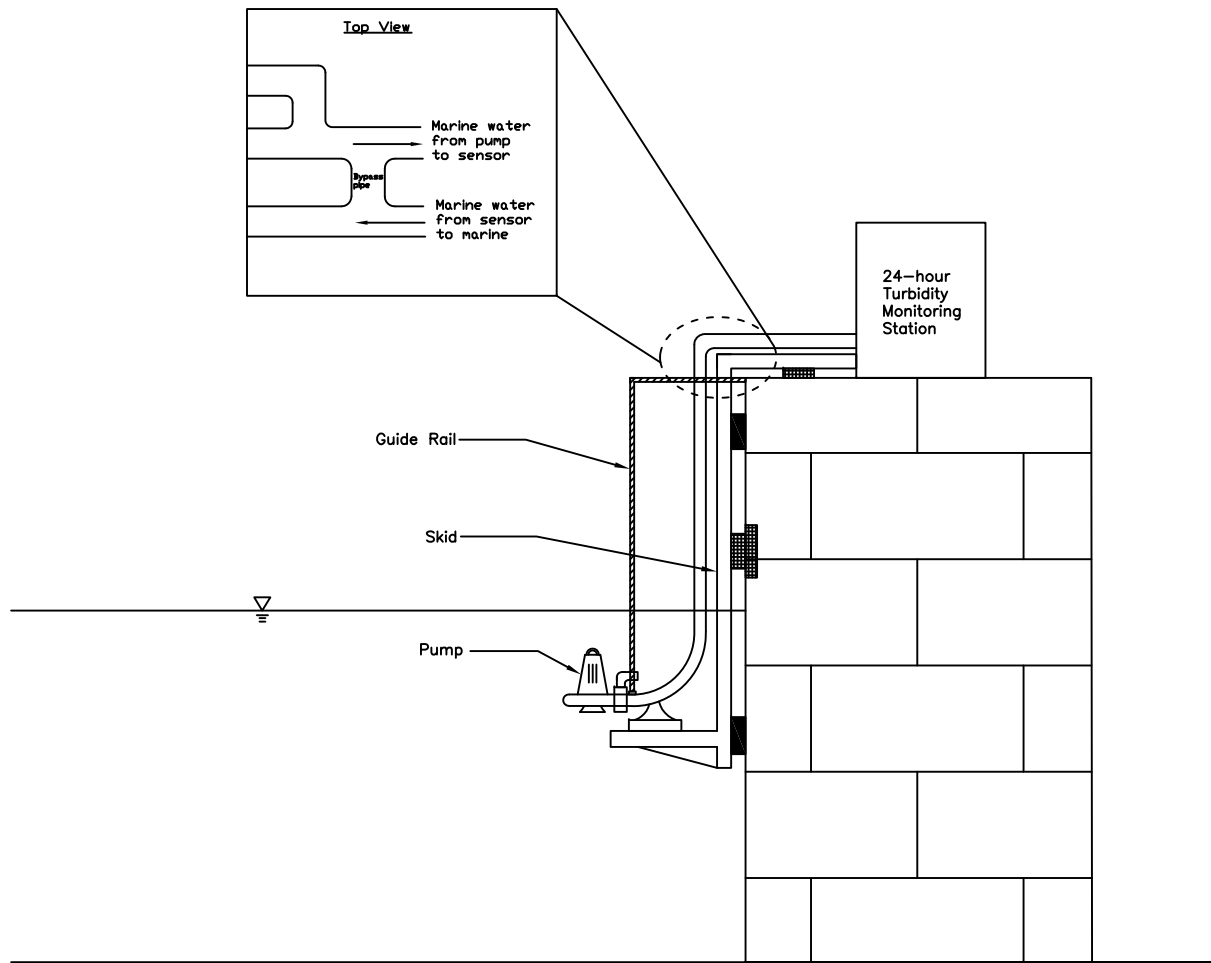 Top View
Marine water
from pump
to sensor
Bypass
pipe
Marine water
from sensor
to marine
24-hour
Turbidity
Monitoring
Station
Guide Rail
Skid
Pump